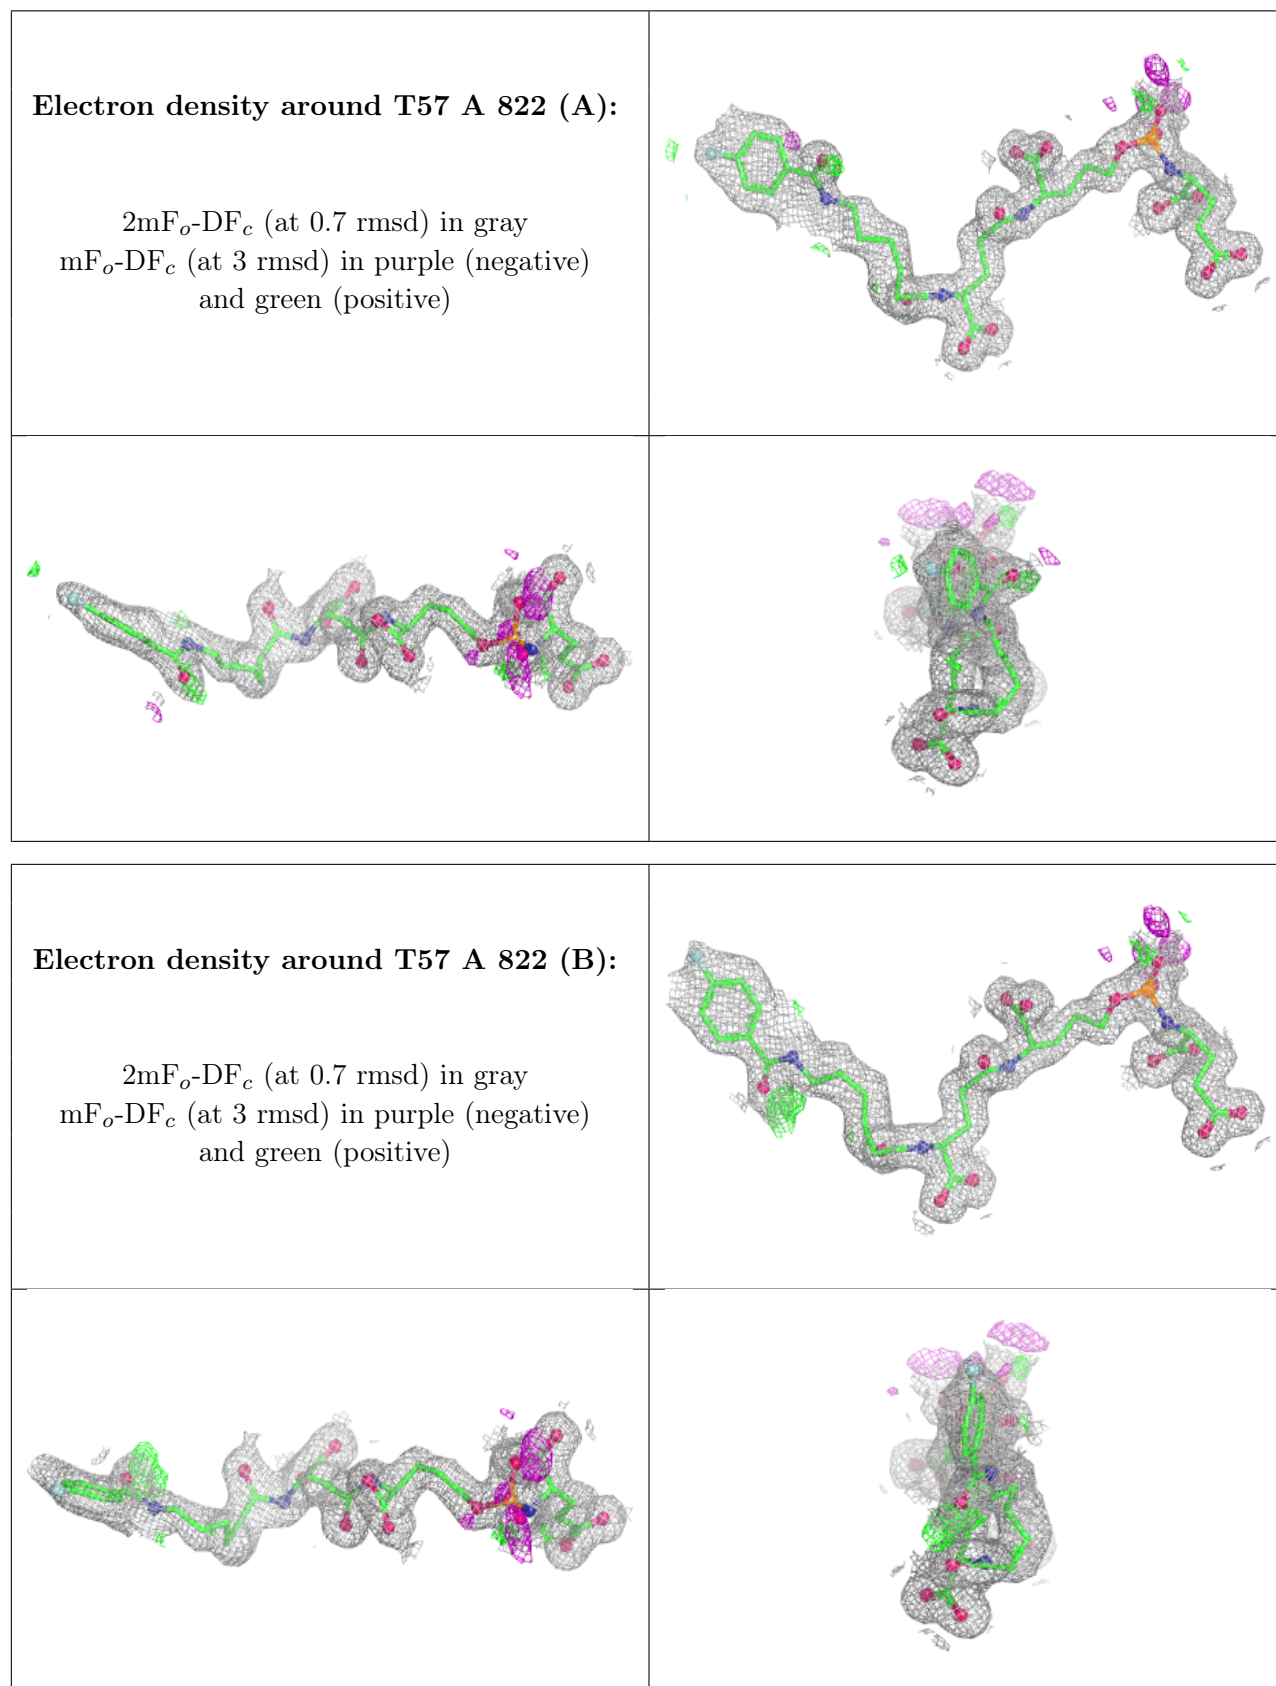 Electron density around T57 A 822 (A):
2mFo-DFc (at 0.7 rmsd) in gray
mFo-DFc (at 3 rmsd) in purple (negative)
and green (positive)
Electron density around T57 A 822 (B):
2mFo-DFc (at 0.7 rmsd) in gray
mFo-DFc (at 3 rmsd) in purple (negative)
and green (positive)